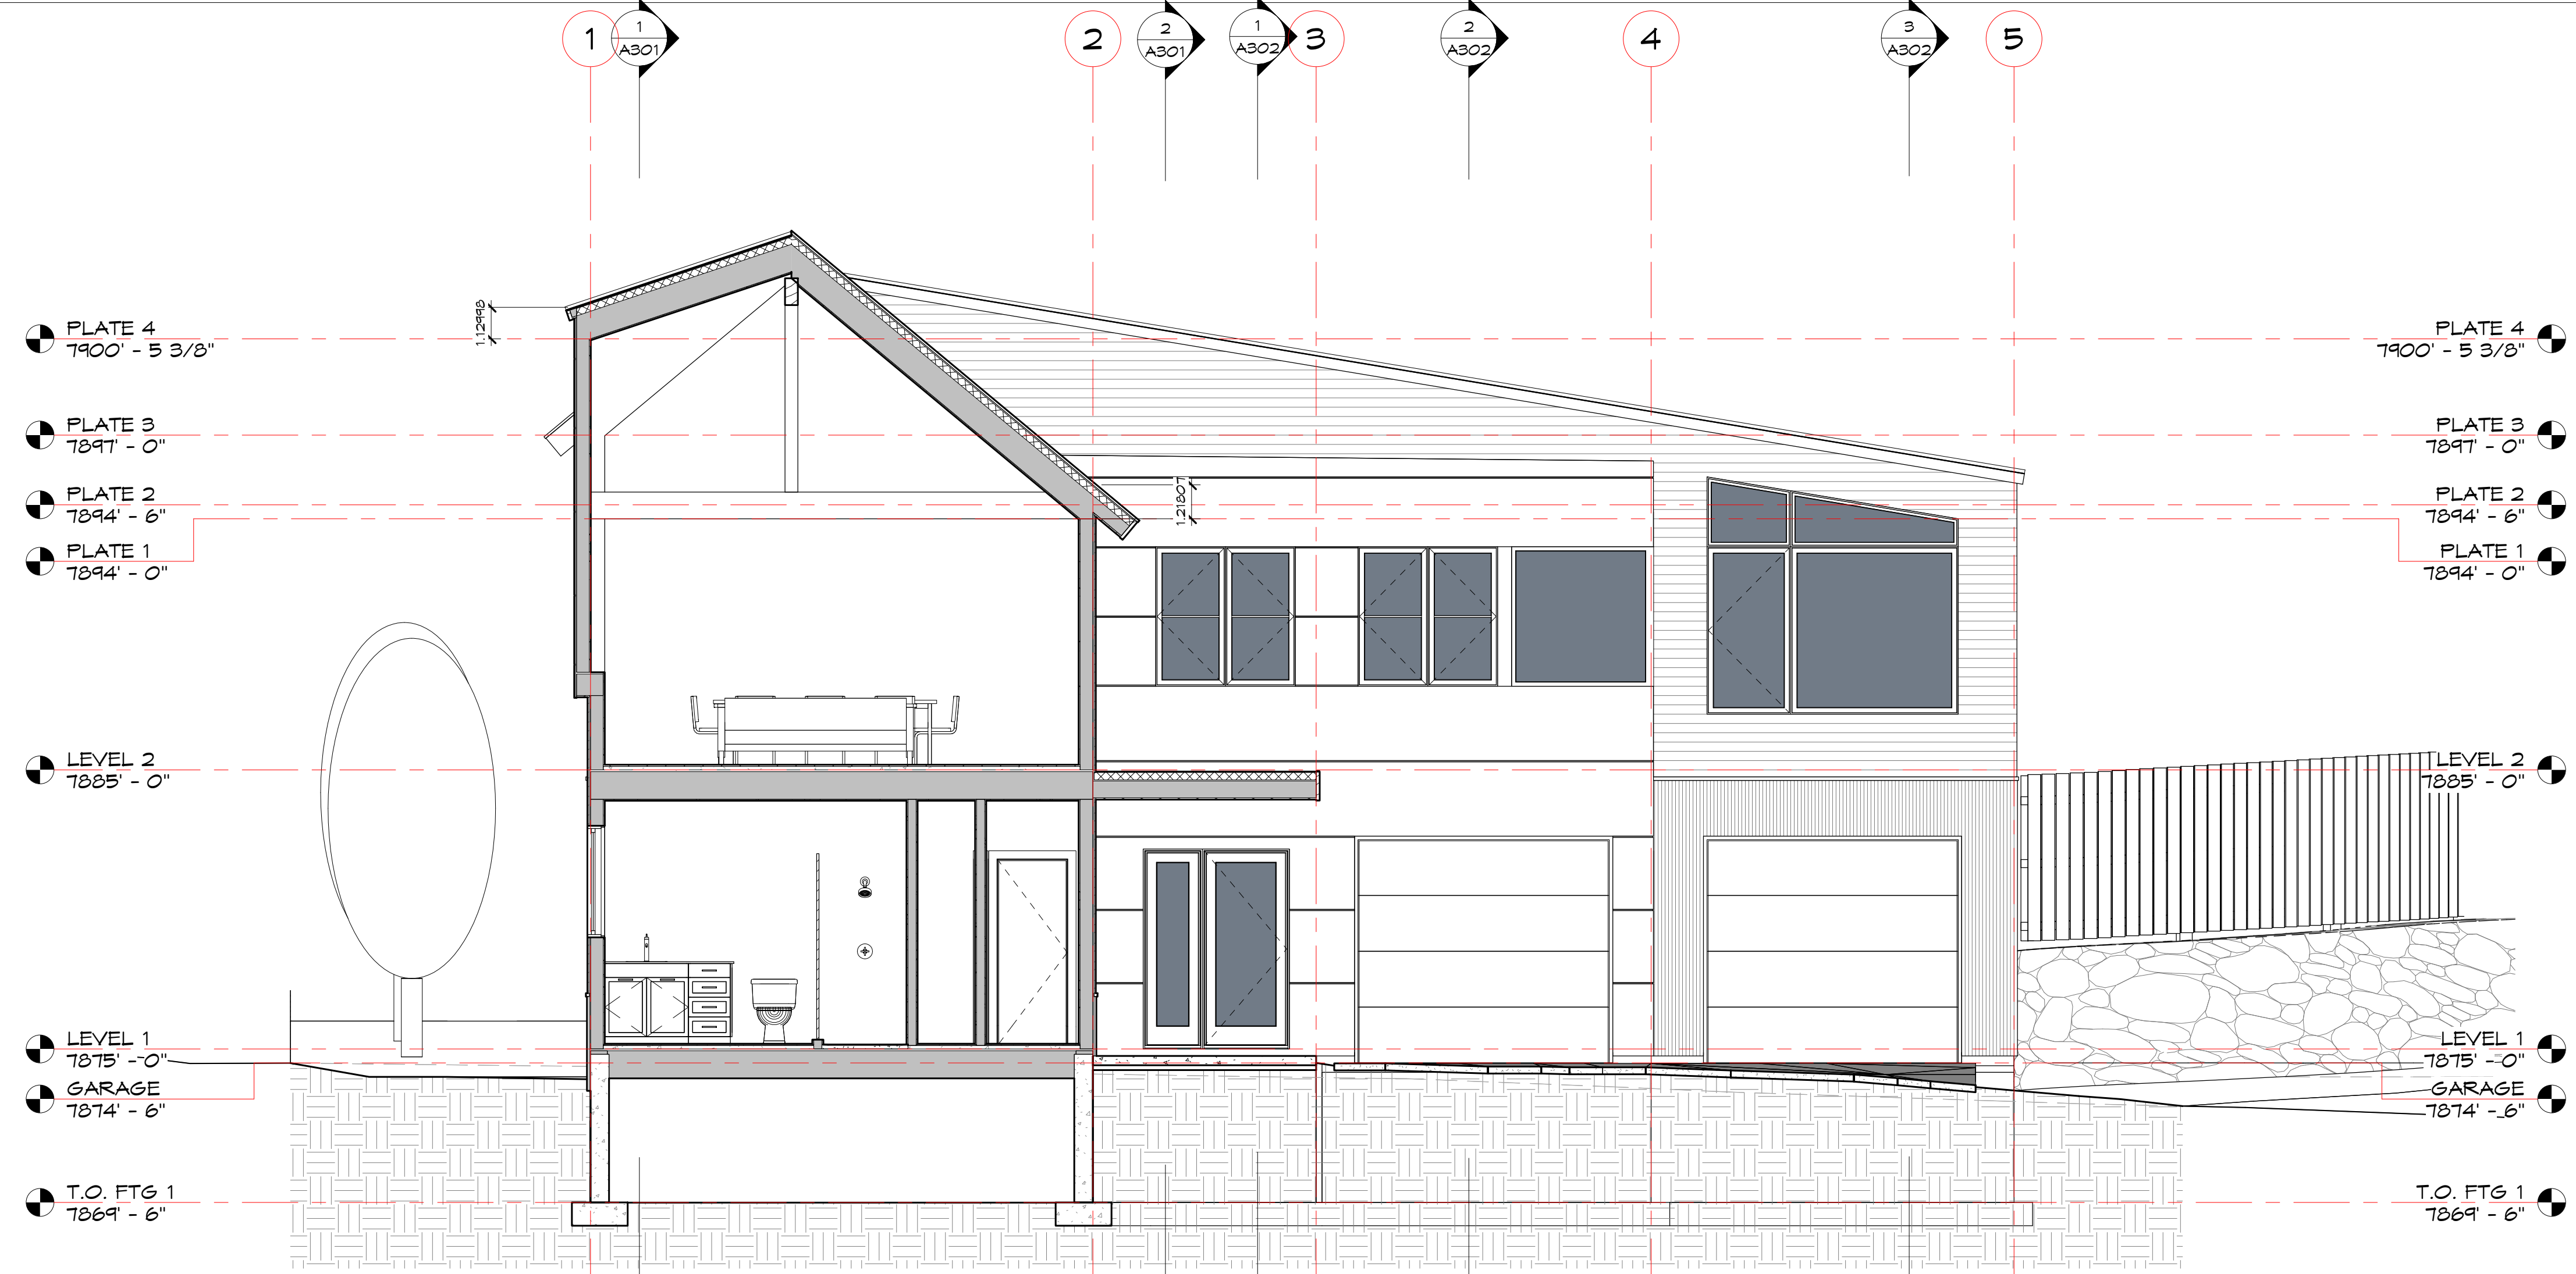 1
1
A301
2
2
A301
1
A302
3
2
A302
4
3
A302
5
1.12998
PLATE 4
7900' - 5 3/8"
PLATE 4
7900' - 5 3/8"
PLATE 3
7897' - 0"
PLATE 3
7897' - 0"
1.21807
PLATE 2
7894' - 6"
PLATE 2
7894' - 6"
PLATE 1
7894' - 0"
PLATE 1
7894' - 0"
LEVEL 2
7885' - 0"
LEVEL 2
7885' - 0"
LEVEL 1
7875' - 0"
LEVEL 1
7875' - 0"
GARAGE
7874' - 6"
GARAGE
7874' - 6"
T.O. FTG 1
7869' - 6"
T.O. FTG 1
7869' - 6"